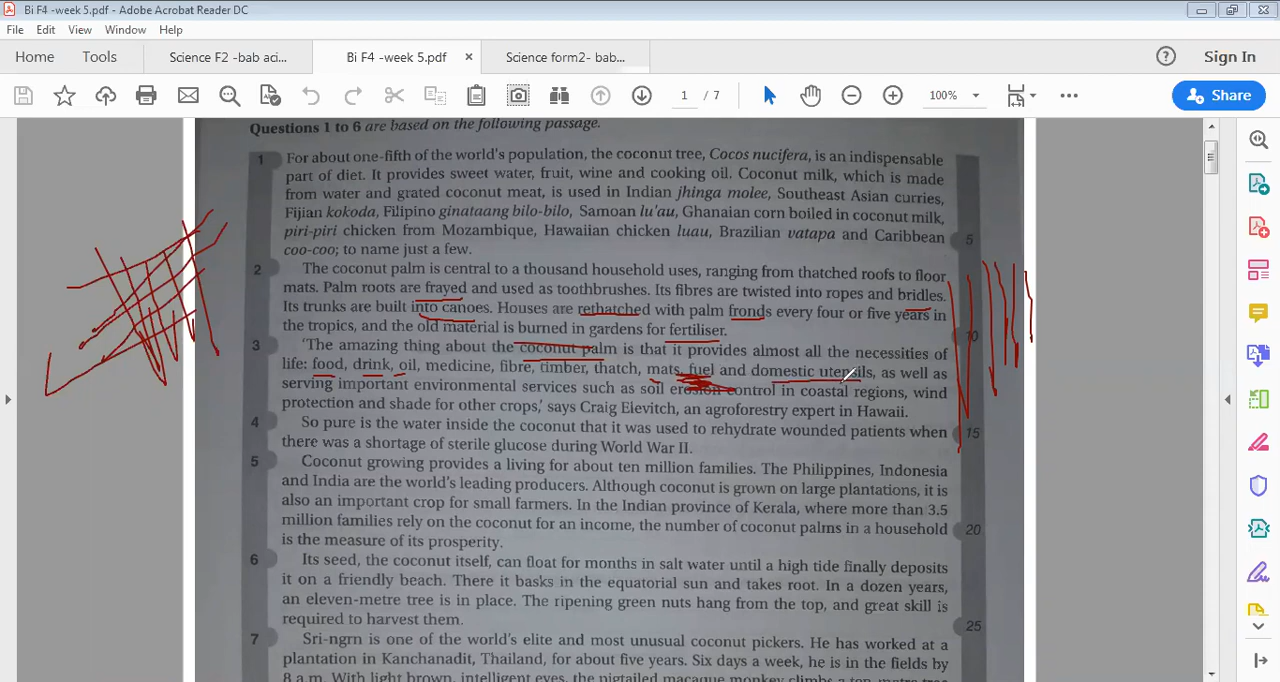 Bi F4 -week 5.pdf - Adobe Acrobat Reader DC
File Edit View Window Help
Home Tools Science F2 -bab aci... Bi F4 -week 5.pdf × Science form2- bab... ? Sign In
1 / 7 100% Share
Questions 1 to 6 are based on the following passage.
1 For about one-fifth of the world's population, the coconut tree, Cocos nucifera, is an indispensable
part of diet. It provides sweet water, fruit, wine and cooking oil. Coconut milk, which is made
from water and grated coconut meat, is used in Indian jhinga molee, Southeast Asian curries,
Fijian kokoda, Filipino ginataang bilo-bilo, Samoan lu'au, Ghanaian corn boiled in coconut milk,
piri-piri chicken from Mozambique, Hawaiian chicken luau, Brazilian vatapa and Caribbean 5
coo-coo; to name just a few.
2 The coconut palm is central to a thousand household uses, ranging from thatched roofs to floor
mats. Palm roots are frayed and used as toothbrushes. Its fibres are twisted into ropes and bridles.
Its trunks are built into canoes. Houses are rethatched with palm fronds every four or five years in
the tropics, and the old material is burned in gardens for fertiliser. 10
3 'The amazing thing about the coconut palm is that it provides almost all the necessities of
life: food, drink, oil, medicine, fibre, timber, thatch, mats, fuel and domestic utensils, as well as
serving important environmental services such as soil erosion control in coastal regions, wind
protection and shade for other crops,' says Craig Elevitch, an agroforestry expert in Hawaii.
4 So pure is the water inside the coconut that it was used to rehydrate wounded patients when 15
there was a shortage of sterile glucose during World War II.
5 Coconut growing provides a living for about ten million families. The Philippines, Indonesia
and India are the world's leading producers. Although coconut is grown on large plantations, it is
also an important crop for small farmers. In the Indian province of Kerala, where more than 3.5
million families rely on the coconut for an income, the number of coconut palms in a household 20
is the measure of its prosperity.
6 Its seed, the coconut itself, can float for months in salt water until a high tide finally deposits
it on a friendly beach. There it basks in the equatorial sun and takes root. In a dozen years,
an eleven-metre tree is in place. The ripening green nuts hang from the top, and great skill is
required to harvest them. 25
7 Sri-ngrn is one of the world's elite and most unusual coconut pickers. He has worked at a
plantation in Kanchanadit, Thailand, for about five years. Six days a week, he is in the fields by
8 a.m. With light brown, intelligent eyes, the pigtailed macaque monkey climbs a ten-metre tree